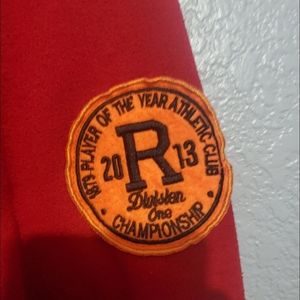 1879 PLAYER OF THE YEAR ATHLETIC-CLUB
20 R 13
Division
One
CHAMPIONSHIP